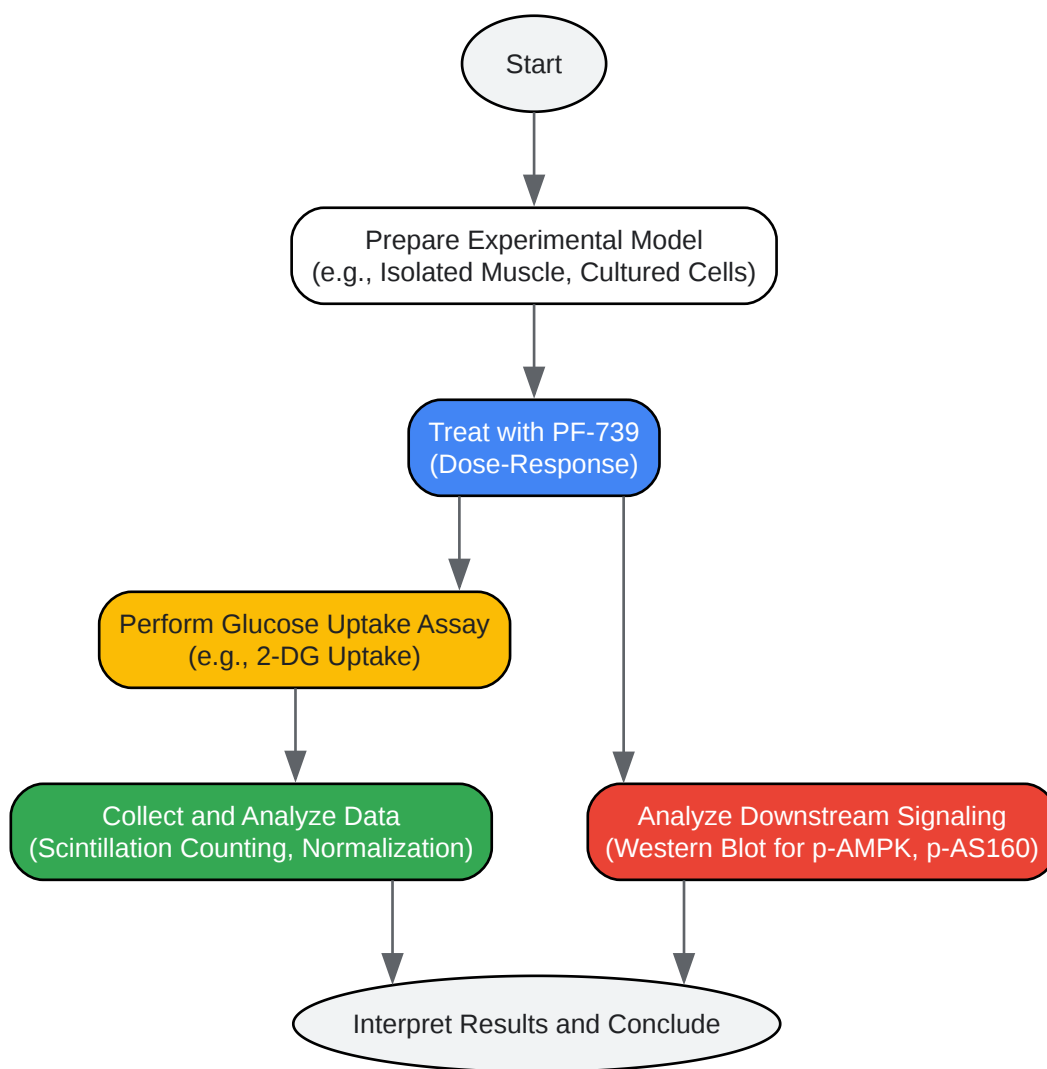 Start
Prepare Experimental Model
(e.g., Isolated Muscle, Cultured Cells)
Treat with PF-739
(Dose-Response)
Perform Glucose Uptake Assay
(e.g., 2-DG Uptake)
Collect and Analyze Data
(Scintillation Counting, Normalization)
Analyze Downstream Signaling
(Western Blot for p-AMPK, p-AS160)
Interpret Results and Conclude